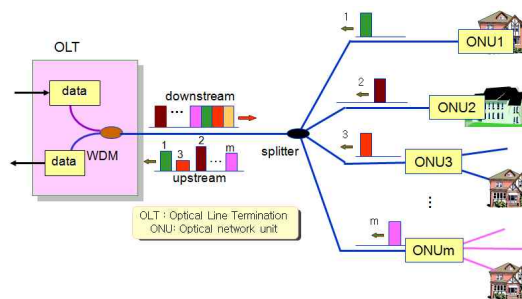 OLT
data
data
WDM
downstream
...
1
3
2
...
m
upstream
splitter
OLT : Optical Line Termination
ONU: Optical network unit
1
ONU1
2
ONU2
3
ONU3
...
m
ONUm